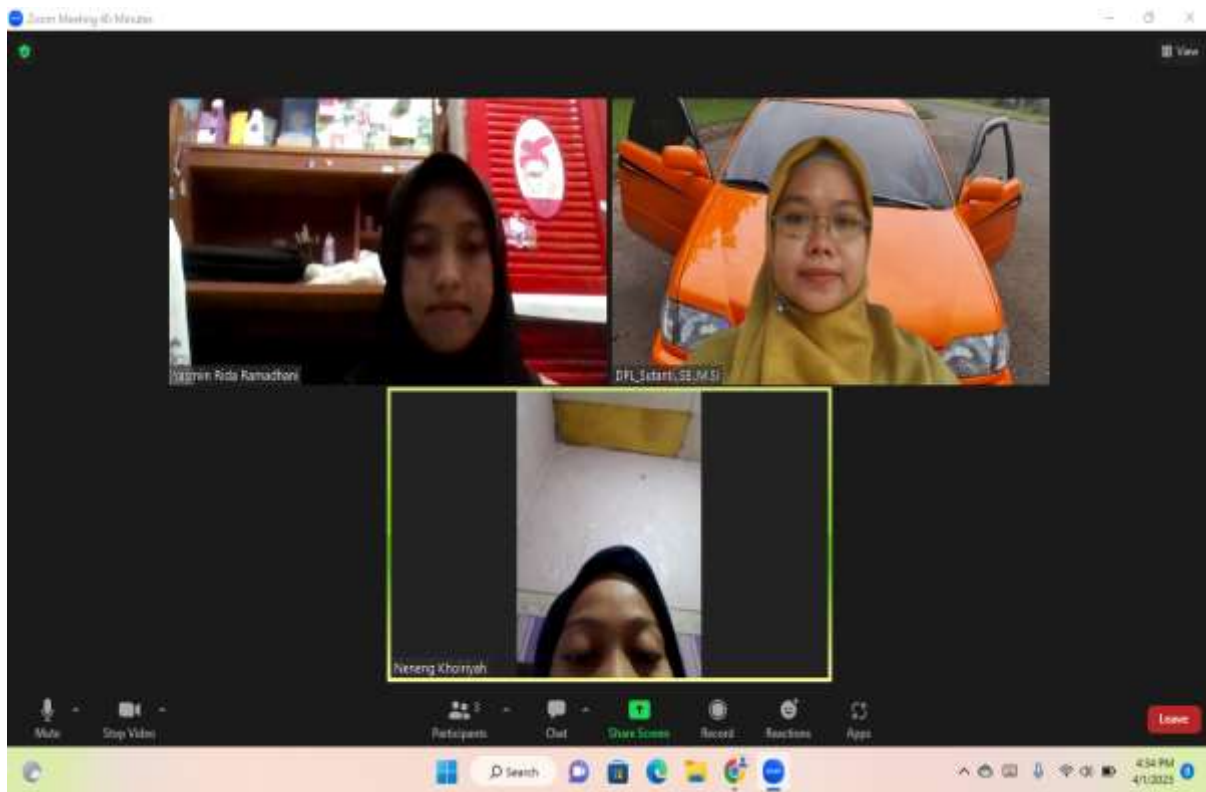 Zoom Meeting 40 Minutes
View
Yasmin Rida Ramadhani
DPL_Sutanti, SE.,M.Si
Neneng Khoiriyah
Mute
Stop Video
Participants
3
Chat
Share Screen
Record
Reactions
Apps
Leave
Search
4:34 PM
4/1/2023